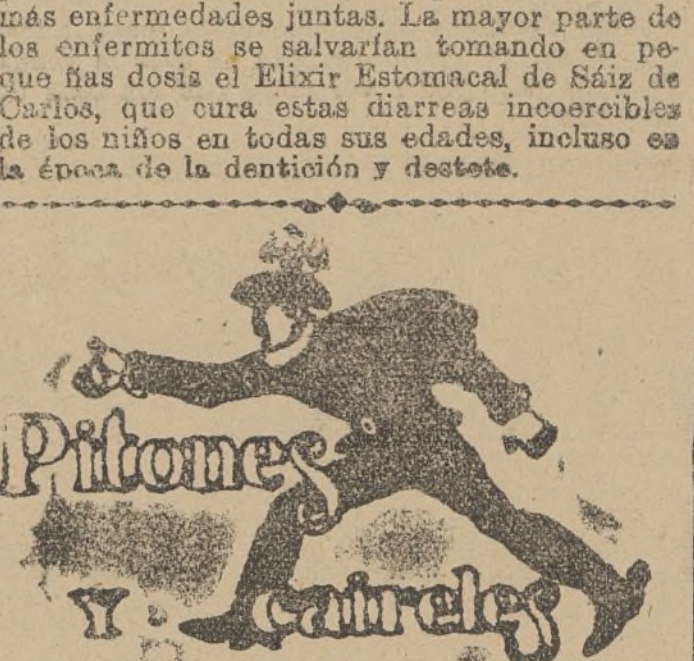 más enfermedades juntas. La mayor parte de
los enfermitos se salvarían tomando en pe-
que ñas dosis el Elixir Estomacal de Sáiz de
Carlos, que cura estas diarreas incoercibles
de los niños en todas sus edades, incluso en
la época de la dentición y destete.
Pitones
Y caireles